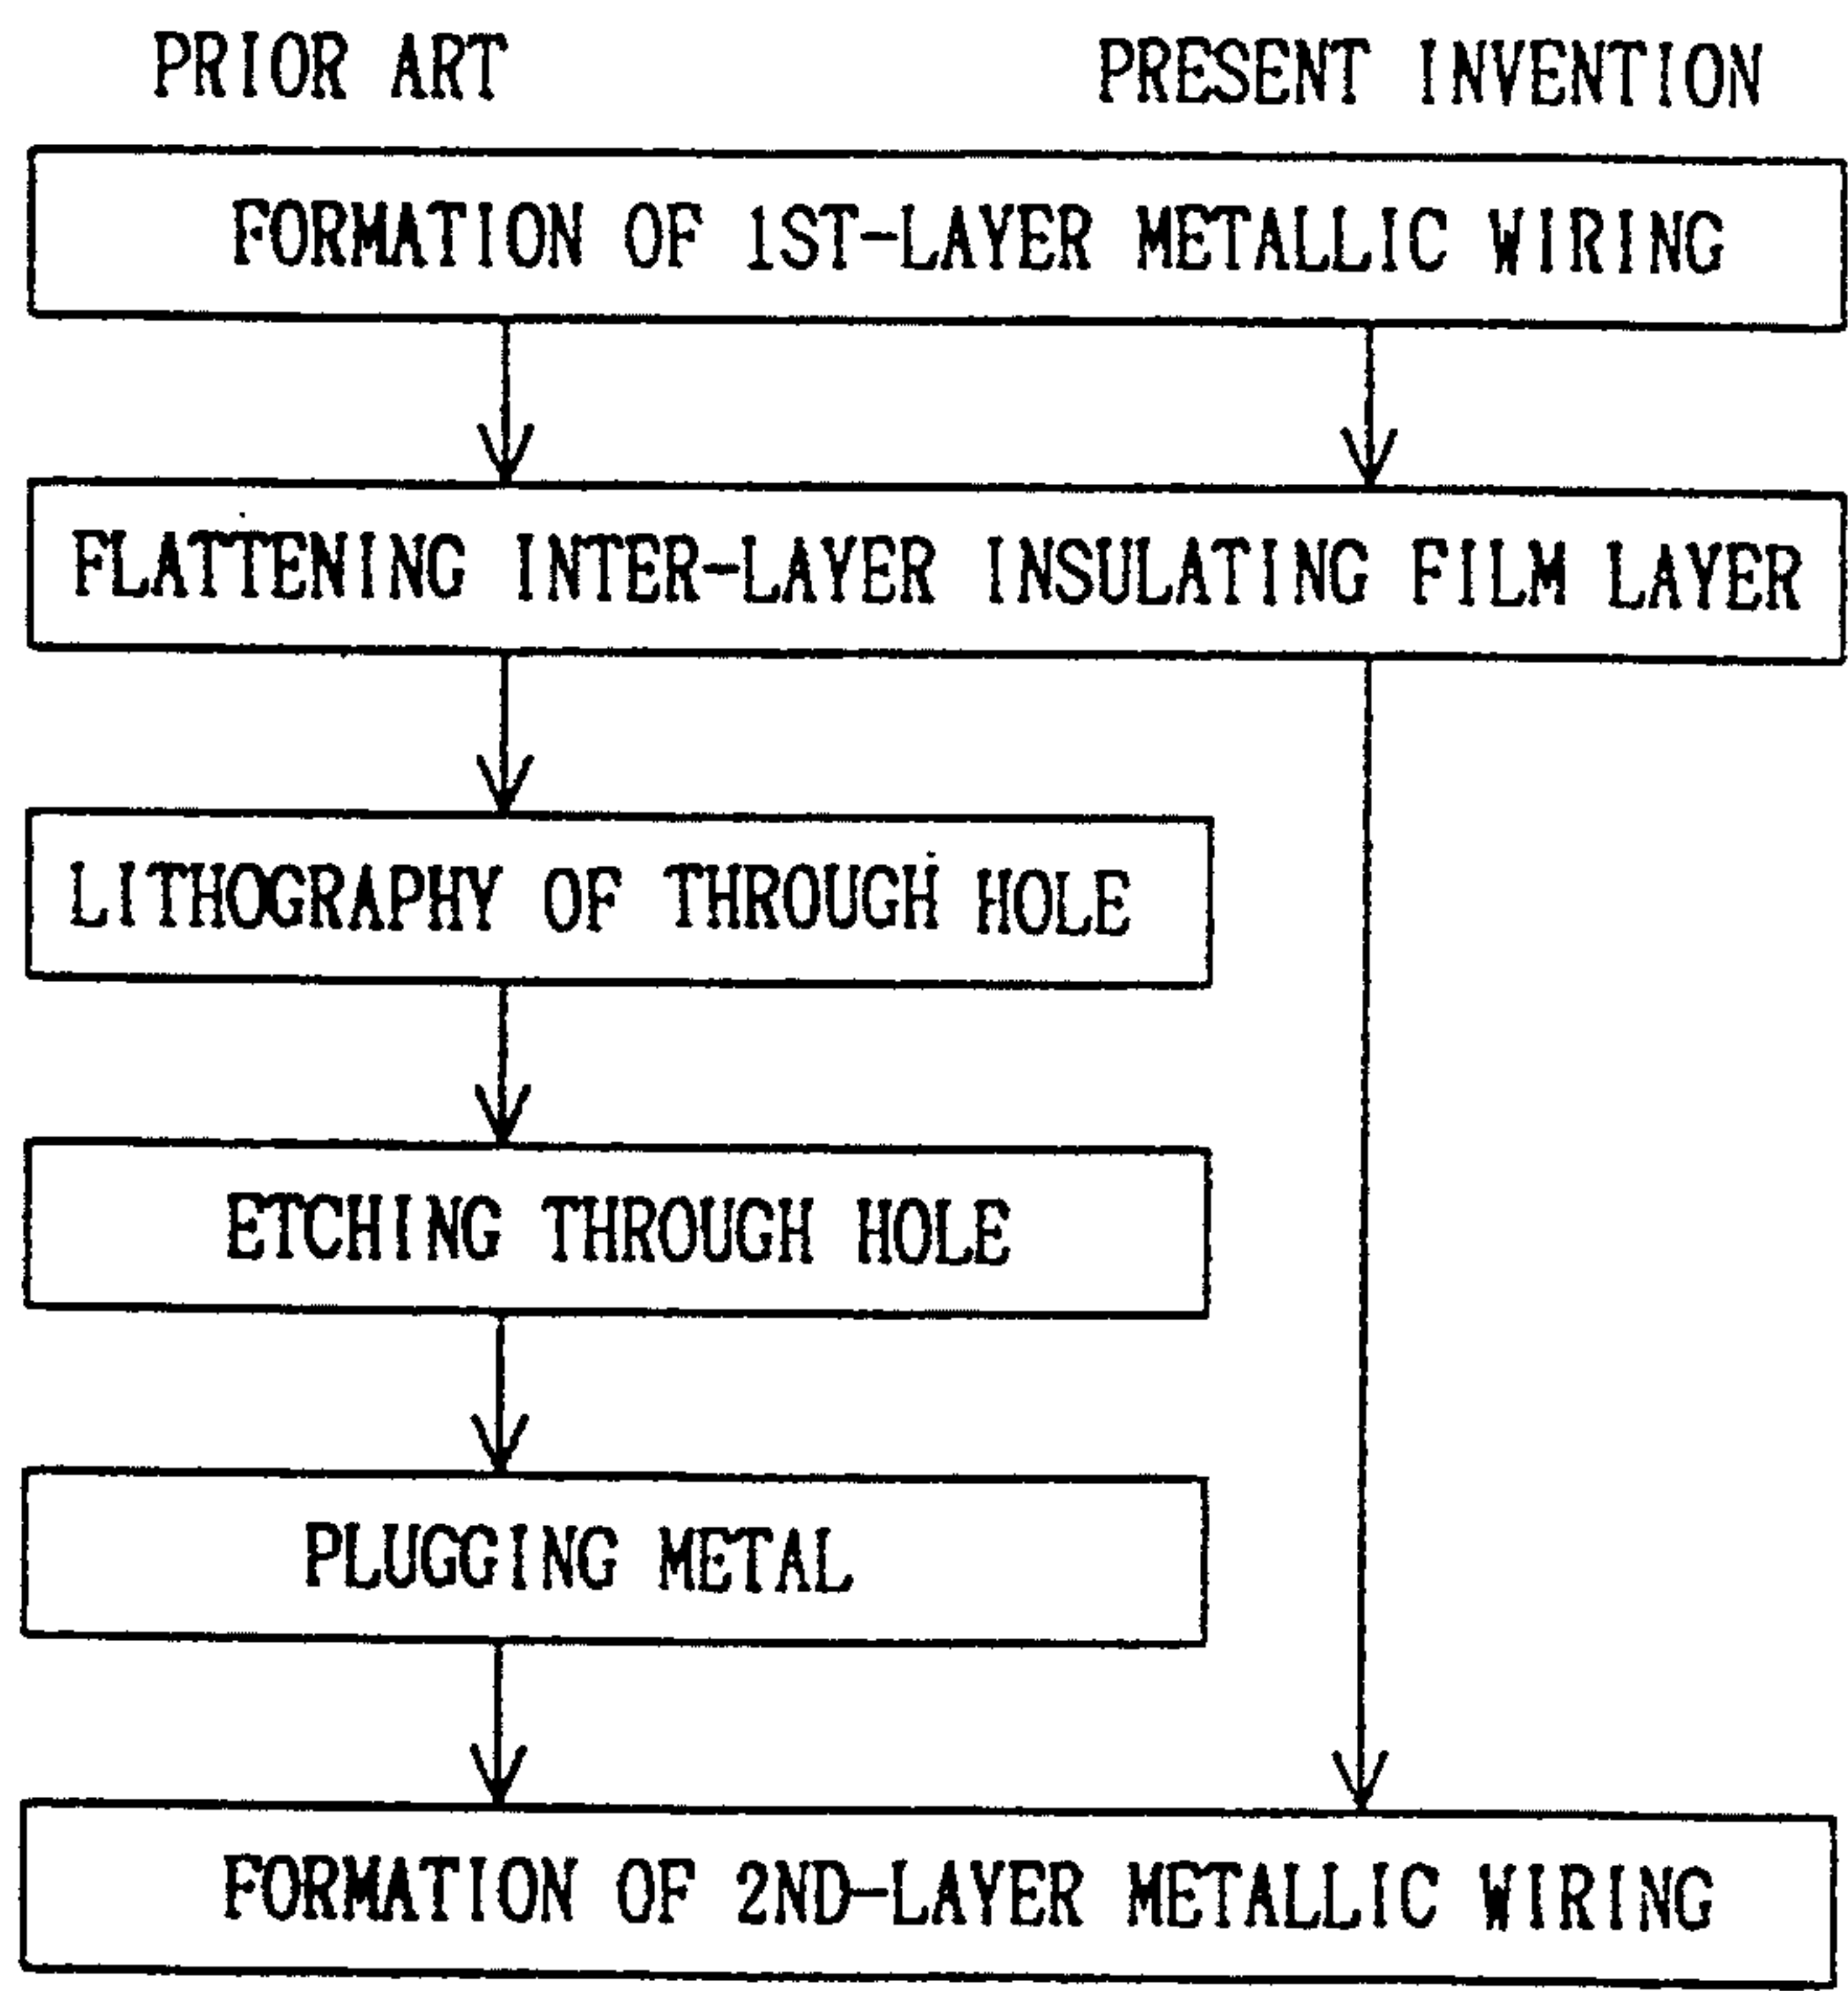 PRIOR ART
PRESENT INVENTION
FORMATION OF 1ST-LAYER METALLIC WIRING
FLATTENING INTER-LAYER INSULATING FILM LAYER
LITHOGRAPHY OF THROUGH HOLE
ETCHING THROUGH HOLE
PLUGGING METAL
FORMATION OF 2ND-LAYER METALLIC WIRING